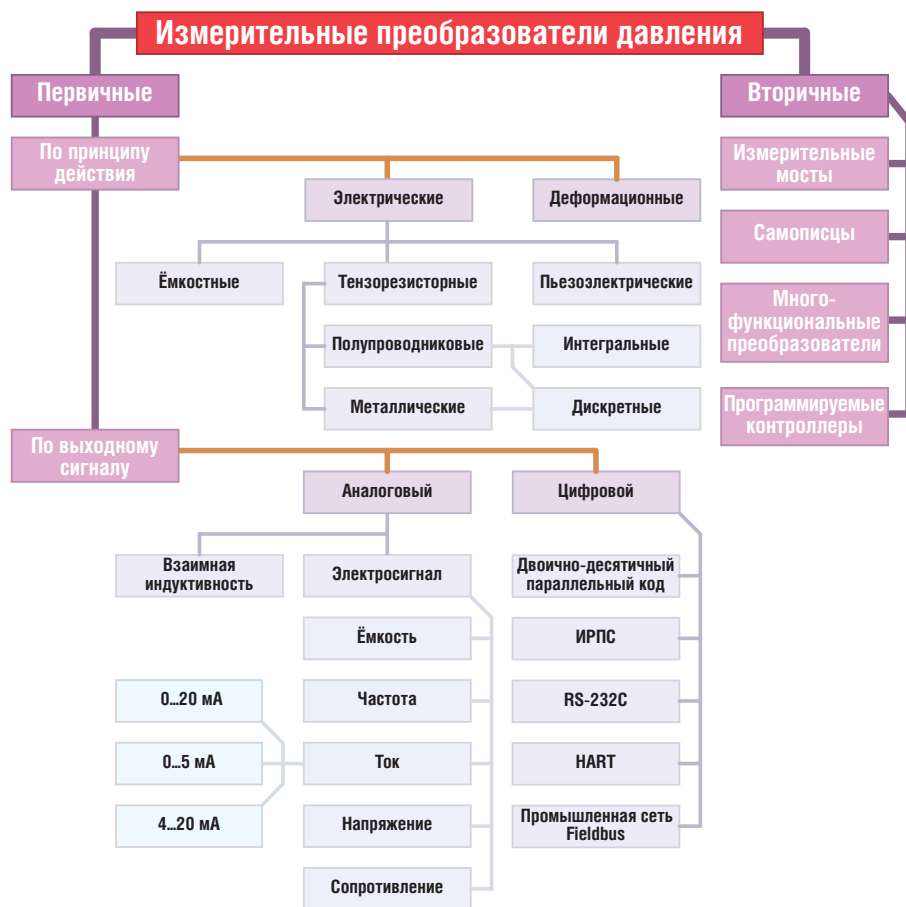 Измерительные преобразователи давления
Первичные
Вторичные
По принципу
действия
Измерительные
мосты
Электрические
Деформационные
Самописцы
Ёмкостные
Тензорезисторные
Пьезоэлектрические
Много-
функциональные
преобразователи
Полупроводниковые
Интегральные
Металлические
Дискретные
Программируемые
контроллеры
По выходному
сигналу
Аналоговый
Цифровой
Взаимная
индуктивность
Электросигнал
Двоично-десятичный
параллельный код
Ёмкость
ИРПС
0...20 мА
Частота
RS-232C
0...5 мА
Ток
HART
4...20 мА
Напряжение
Промышленная сеть
Fieldbus
Сопротивление